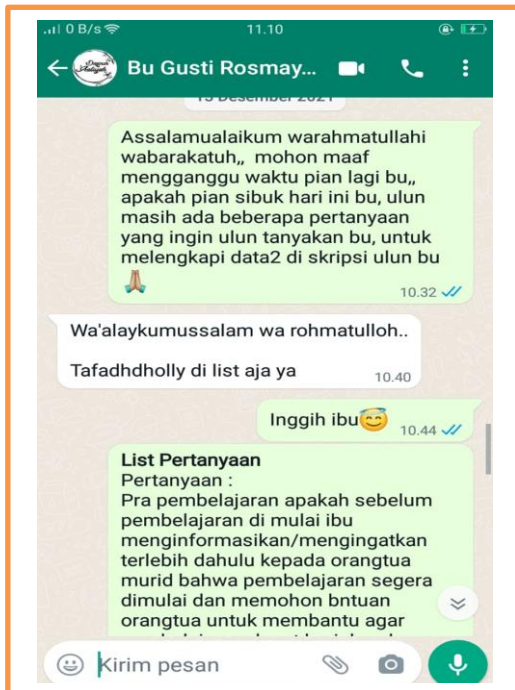 .ıl 0 B/s 11.10
Bu Gusti Rosmay...
13 Desember 2021
Assalamualaikum warahmatullahi
wabarakatuh,, mohon maaf
mengganggu waktu pian lagi bu,,
apakah pian sibuk hari ini bu, ulun
masih ada beberapa pertanyaan
yang ingin ulun tanyakan bu, untuk
melengkapi data2 di skripsi ulun bu
🙏🏼
10.32
Wa'alaykumussalam wa rohmatulloh..
Tafadhdholly di list aja ya
10.40
Inggih ibu😇 10.44
List Pertanyaan
Pertanyaan :
Pra pembelajaran apakah sebelum
pembelajaran di mulai ibu
menginformasikan/mengingatkan
terlebih dahulu kepada orangtua
murid bahwa pembelajaran segera
dimulai dan memohon bntuan
orangtua untuk membantu agar
Kirim pesan